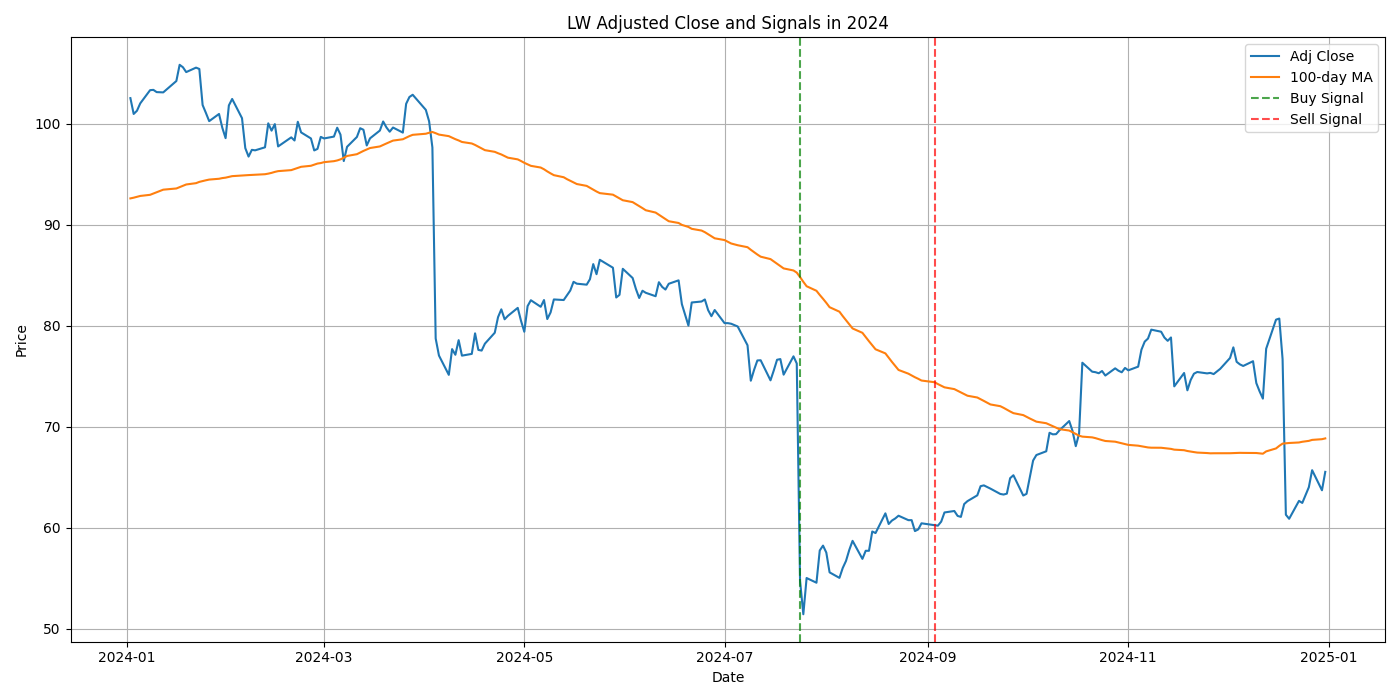 LW Adjusted Close and Signals in 2024
Adj Close
100-day MA
Buy Signal
Sell Signal
Price
100
90
80
70
60
50
2024-01
2024-03
2024-05
2024-07
2024-09
2024-11
2025-01
Date